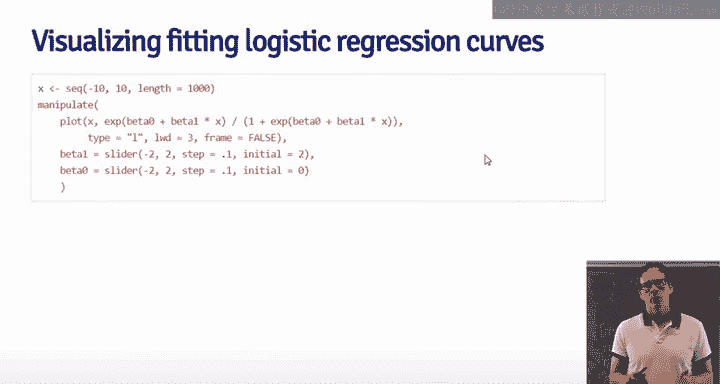 Visualizing fitting logistic regression curves
x <- seq(-10, 10, length = 1000)
manipulate(
    plot(x, exp(beta0 + beta1 * x) / (1 + exp(beta0 + beta1 * x)),
         type = "l", lwd = 3, frame = FALSE),
    beta1 = slider(-2, 2, step = .1, initial = 2),
    beta0 = slider(-2, 2, step = .1, initial = 0)
    )